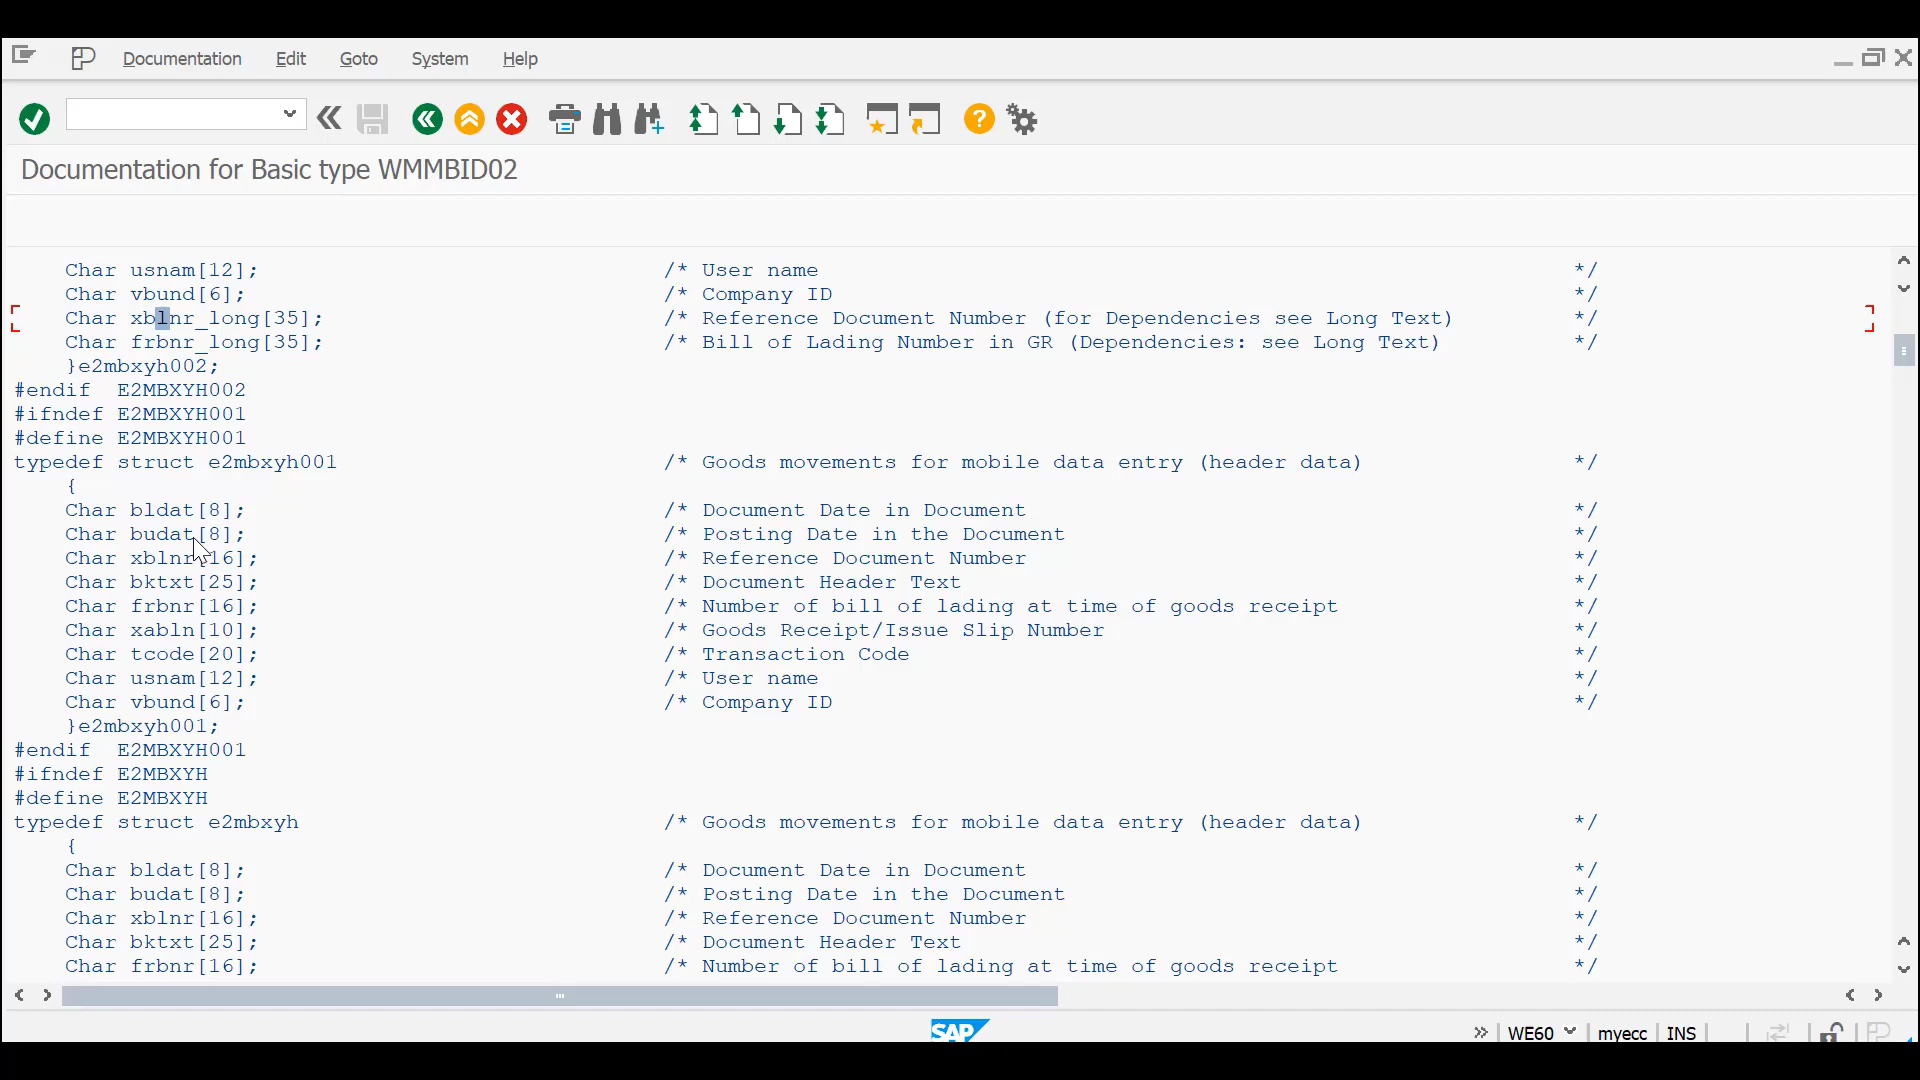 Documentation Edit Goto System Help
Documentation for Basic type WMMBID02
Char usnam[12]; /* User name */
Char vbund[6]; /* Company ID */
Char xblnr_long[35]; /* Reference Document Number (for Dependencies see Long Text) */
Char frbnr_long[35]; /* Bill of Lading Number in GR (Dependencies: see Long Text) */
}e2mbxyh002;
#endif E2MBXYH002
#ifndef E2MBXYH001
#define E2MBXYH001
typedef struct e2mbxyh001 /* Goods movements for mobile data entry (header data) */
{
Char bldat[8]; /* Document Date in Document */
Char budat[8]; /* Posting Date in the Document */
Char xblnr[16]; /* Reference Document Number */
Char bktxt[25]; /* Document Header Text */
Char frbnr[16]; /* Number of bill of lading at time of goods receipt */
Char xabln[10]; /* Goods Receipt/Issue Slip Number */
Char tcode[20]; /* Transaction Code */
Char usnam[12]; /* User name */
Char vbund[6]; /* Company ID */
}e2mbxyh001;
#endif E2MBXYH001
#ifndef E2MBXYH
#define E2MBXYH
typedef struct e2mbxyh /* Goods movements for mobile data entry (header data) */
{
Char bldat[8]; /* Document Date in Document */
Char budat[8]; /* Posting Date in the Document */
Char xblnr[16]; /* Reference Document Number */
Char bktxt[25]; /* Document Header Text */
Char frbnr[16]; /* Number of bill of lading at time of goods receipt */
SAP WE60 myecc INS